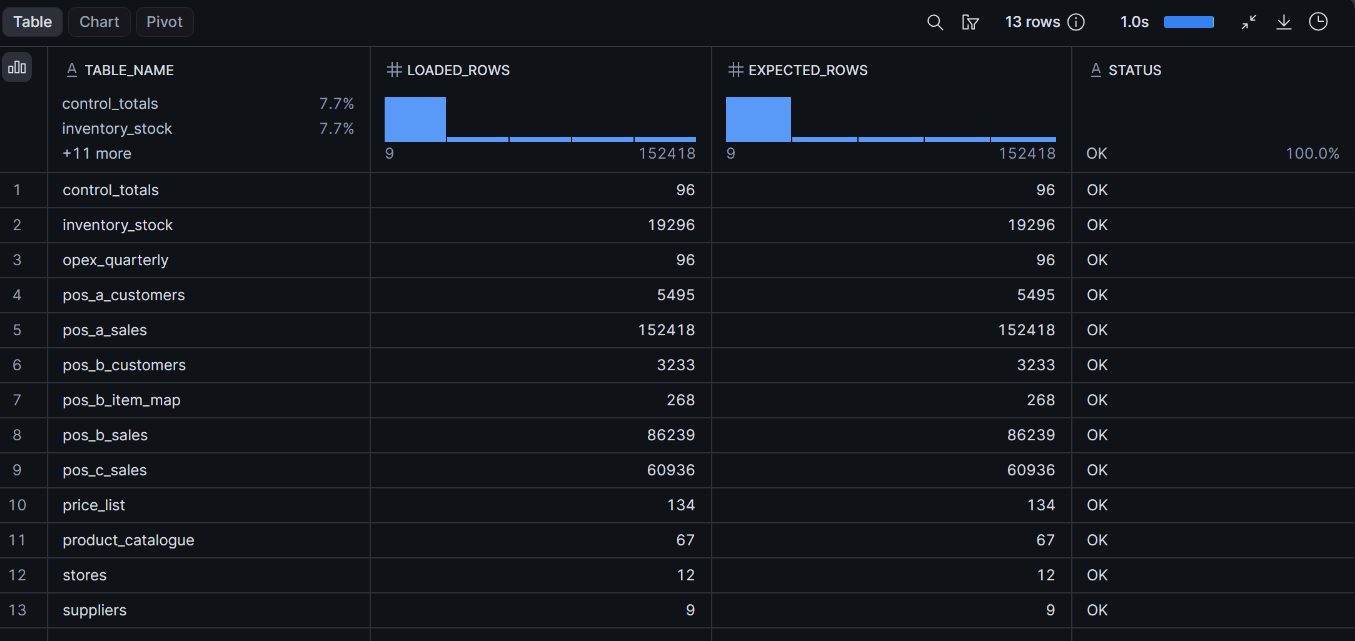 Table Chart Pivot 13 rows 1.0s
TABLE_NAME LOADED_ROWS EXPECTED_ROWS STATUS
control_totals 7.7%
inventory_stock 7.7%
+11 more 9 152418 9 152418 OK 100.0%
1 control_totals 96 96 OK
2 inventory_stock 19296 19296 OK
3 opex_quarterly 96 96 OK
4 pos_a_customers 5495 5495 OK
5 pos_a_sales 152418 152418 OK
6 pos_b_customers 3233 3233 OK
7 pos_b_item_map 268 268 OK
8 pos_b_sales 86239 86239 OK
9 pos_c_sales 60936 60936 OK
10 price_list 134 134 OK
11 product_catalogue 67 67 OK
12 stores 12 12 OK
13 suppliers 9 9 OK